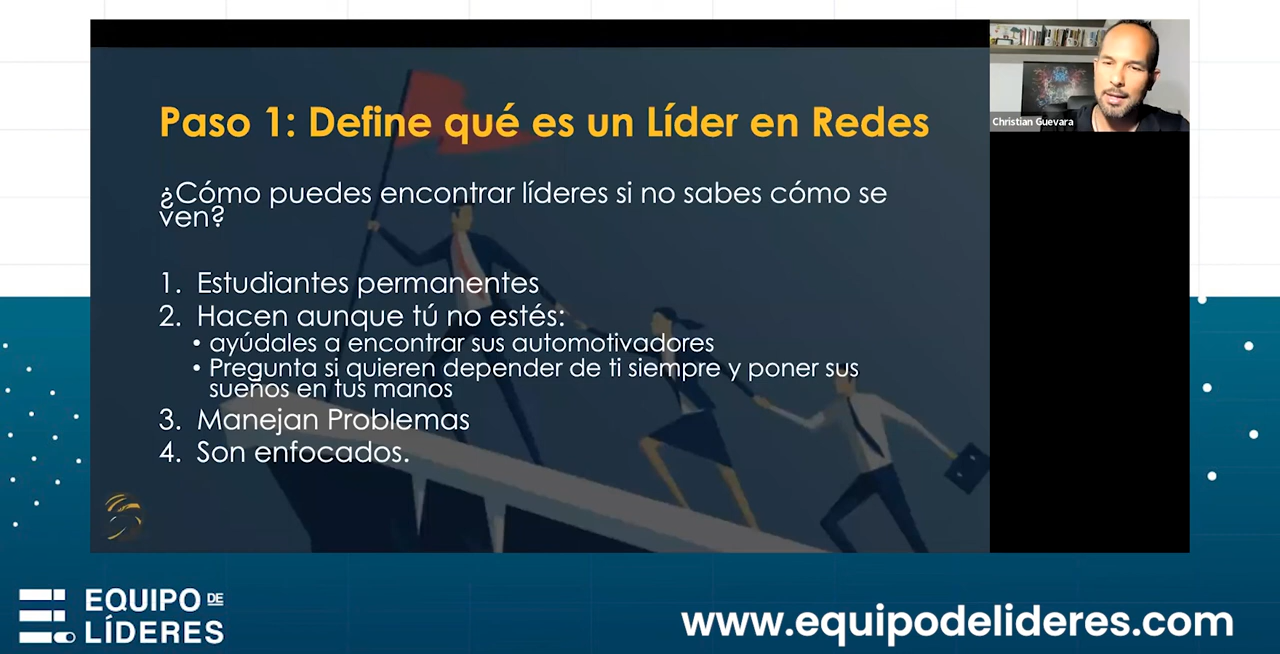 Paso 1: Define qué es un Líder en Redes
¿Cómo puedes encontrar líderes si no sabes cómo se
ven?
1. Estudiantes permanentes
2. Hacen aunque tú no estés:
• ayúdales a encontrar sus automotivadores
• Pregunta si quieren depender de ti siempre y poner sus
sueños en tus manos
3. Manejan Problemas
4. Son enfocados.
Christian Guevara
EQUIPO DE
LÍDERES
www.equipodelideres.com